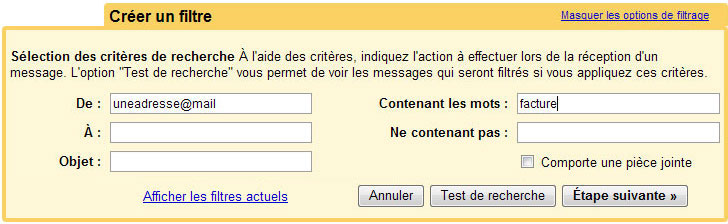 Créer un filtre
Masquer les options de filtrage
Sélection des critères de recherche À l'aide des critères, indiquez l'action à effectuer lors de la réception d'un
message. L'option "Test de recherche" vous permet de voir les messages qui seront filtrés si vous appliquez ces critères.
De : uneadresse@mail Contenant les mots : facture
À : Ne contenant pas :
Objet : Comporte une pièce jointe
Afficher les filtres actuels Annuler Test de recherche Étape suivante »